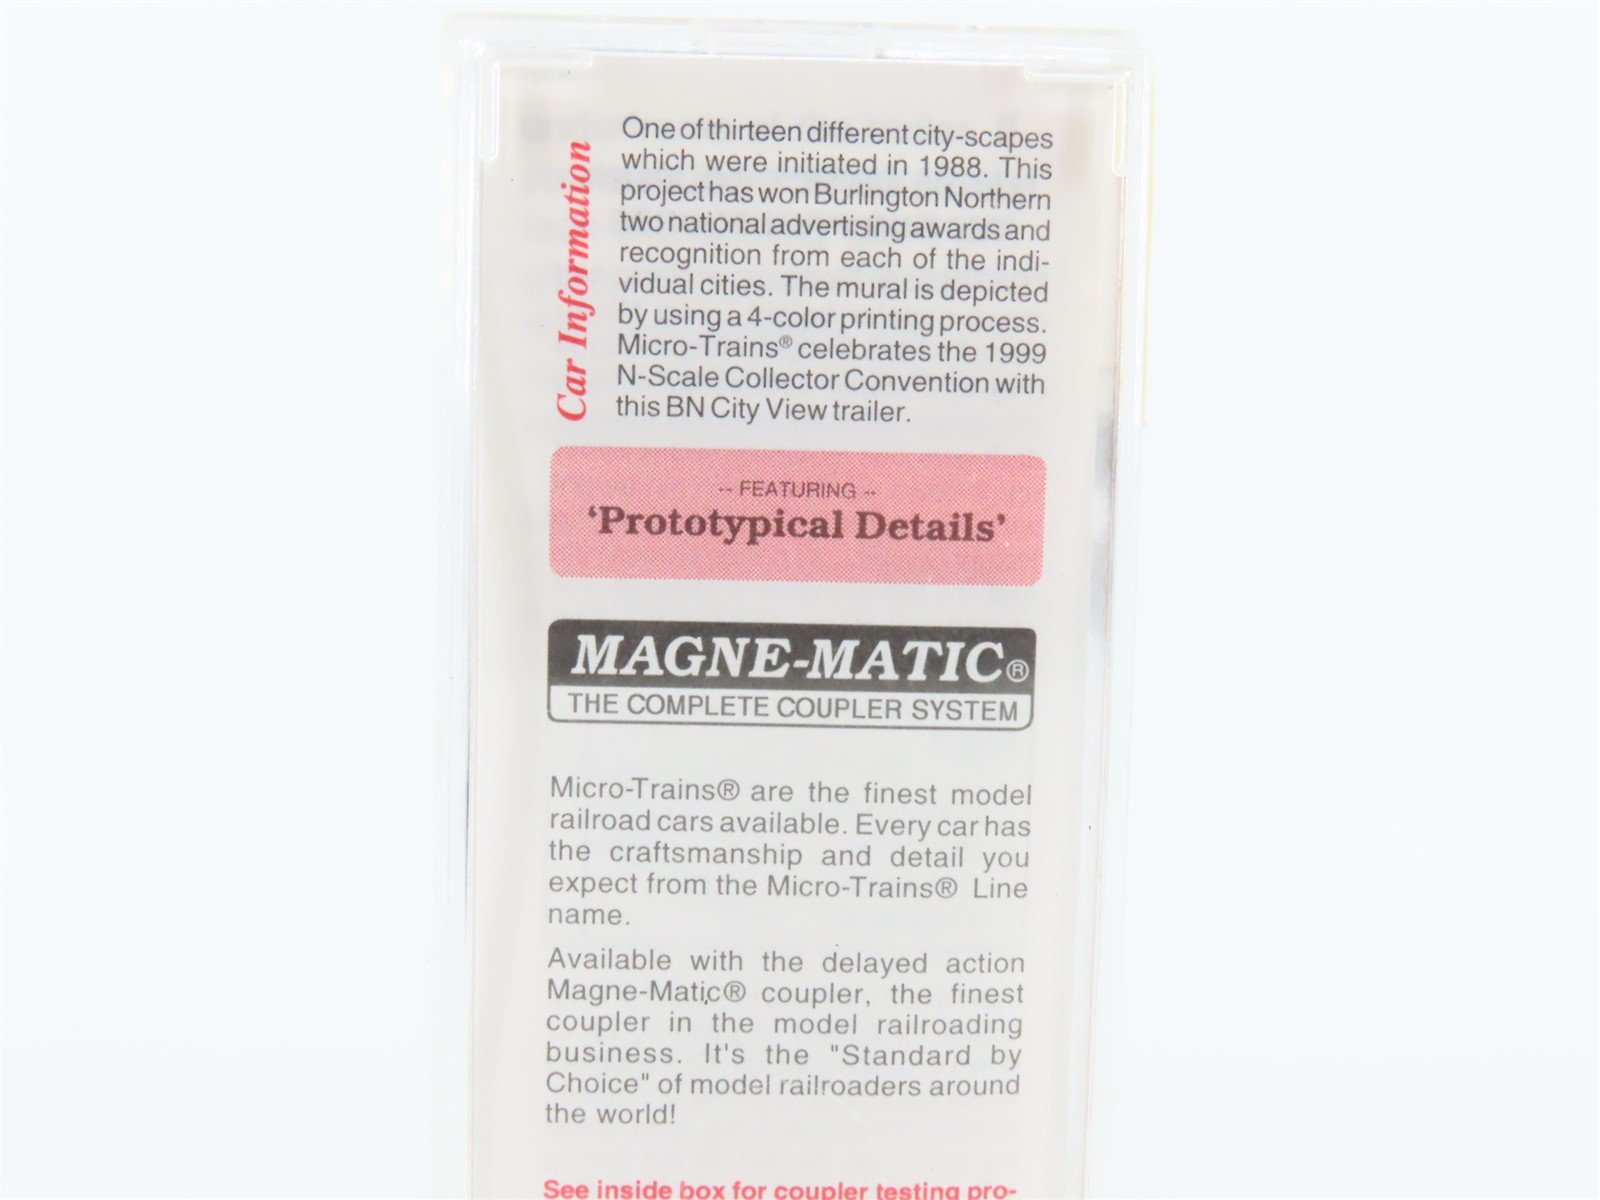 Car Information
One of thirteen different city-scapes
which were initiated in 1988. This
project has won Burlington Northern
two national advertising awards and
recognition from each of the indi-
vidual cities. The mural is depicted
by using a 4-color printing process.
Micro-Trains® celebrates the 1999
N-Scale Collector Convention with
this BN City View trailer.
-- FEATURING --
‘Prototypical Details’
MAGNE-MATIC®
THE COMPLETE COUPLER SYSTEM
Micro-Trains® are the finest model
railroad cars available. Every car has
the craftsmanship and detail you
expect from the Micro-Trains® Line
name.
Available with the delayed action
Magne-Matic® coupler, the finest
coupler in the model railroading
business. It's the "Standard by
Choice" of model railroaders around
the world!
See inside box for coupler testing pro-